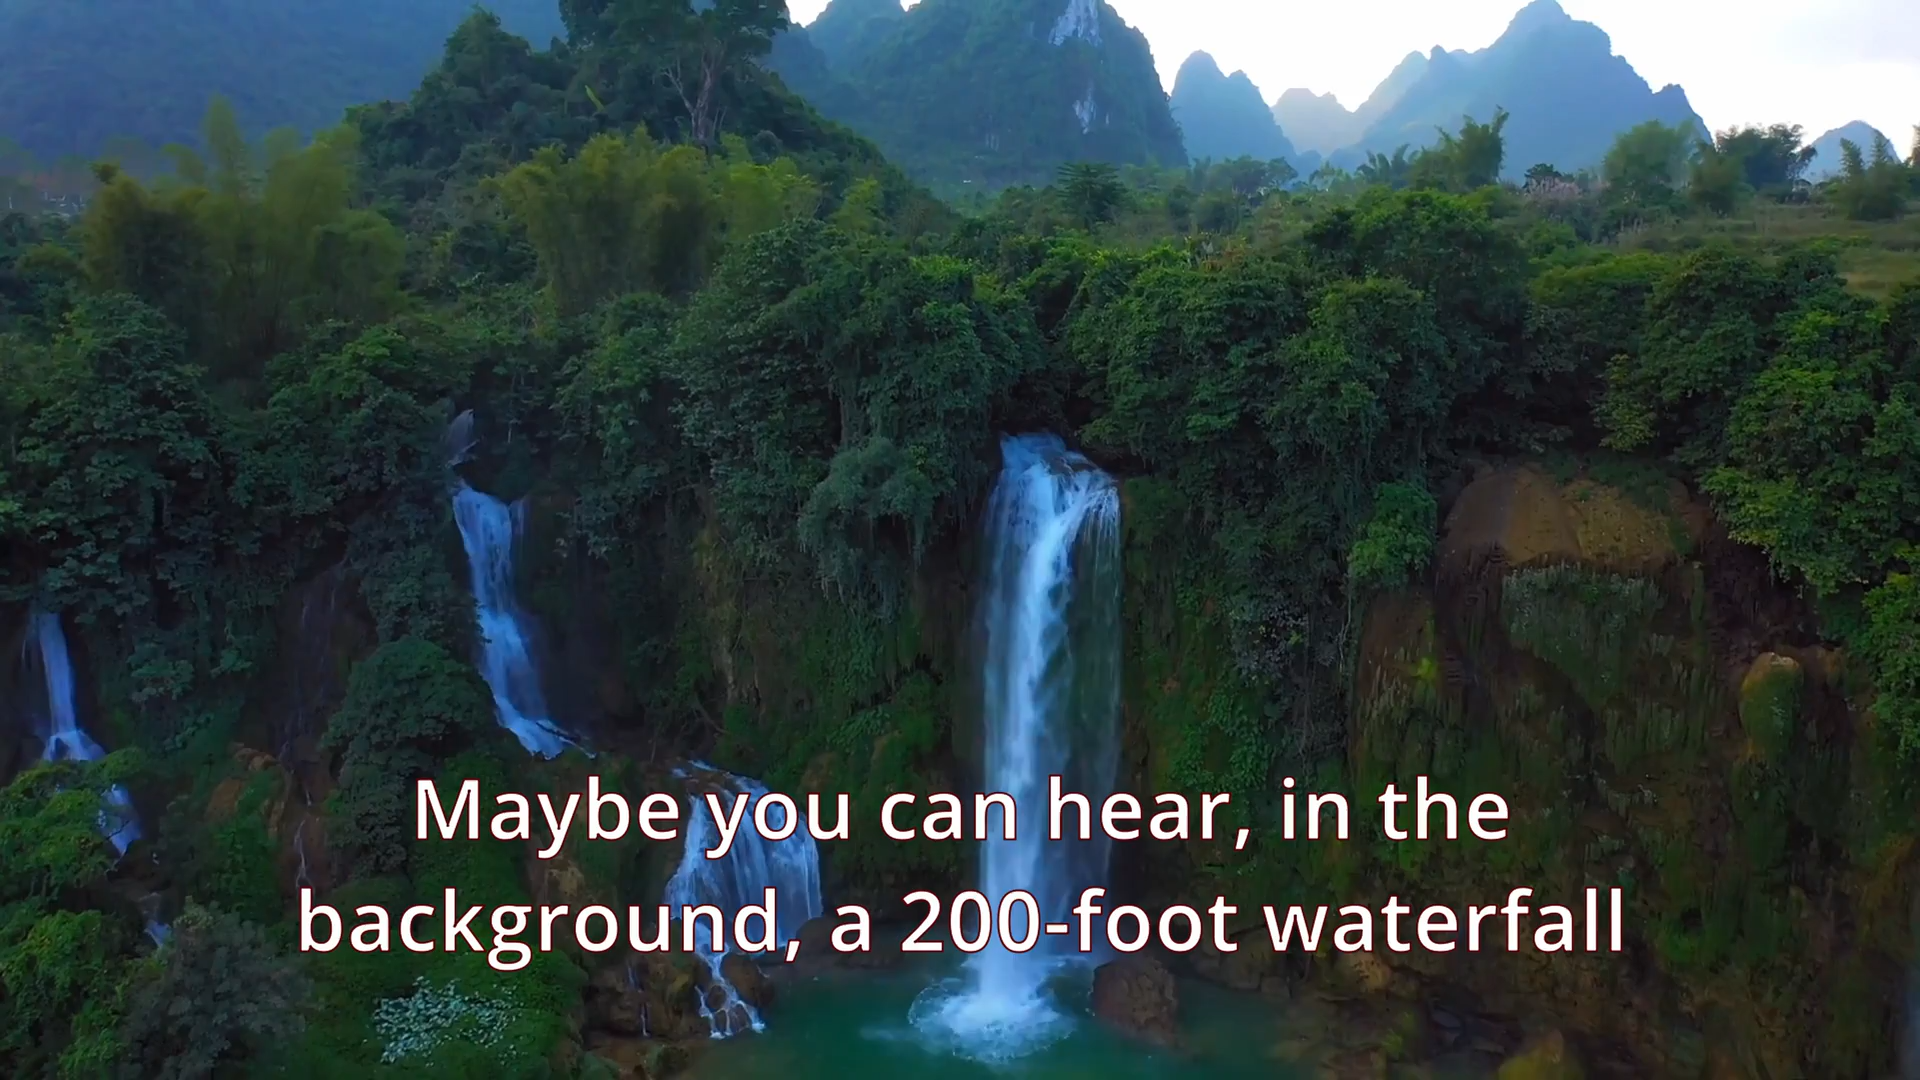 Maybe you can hear, in the
background, a 200-foot waterfall